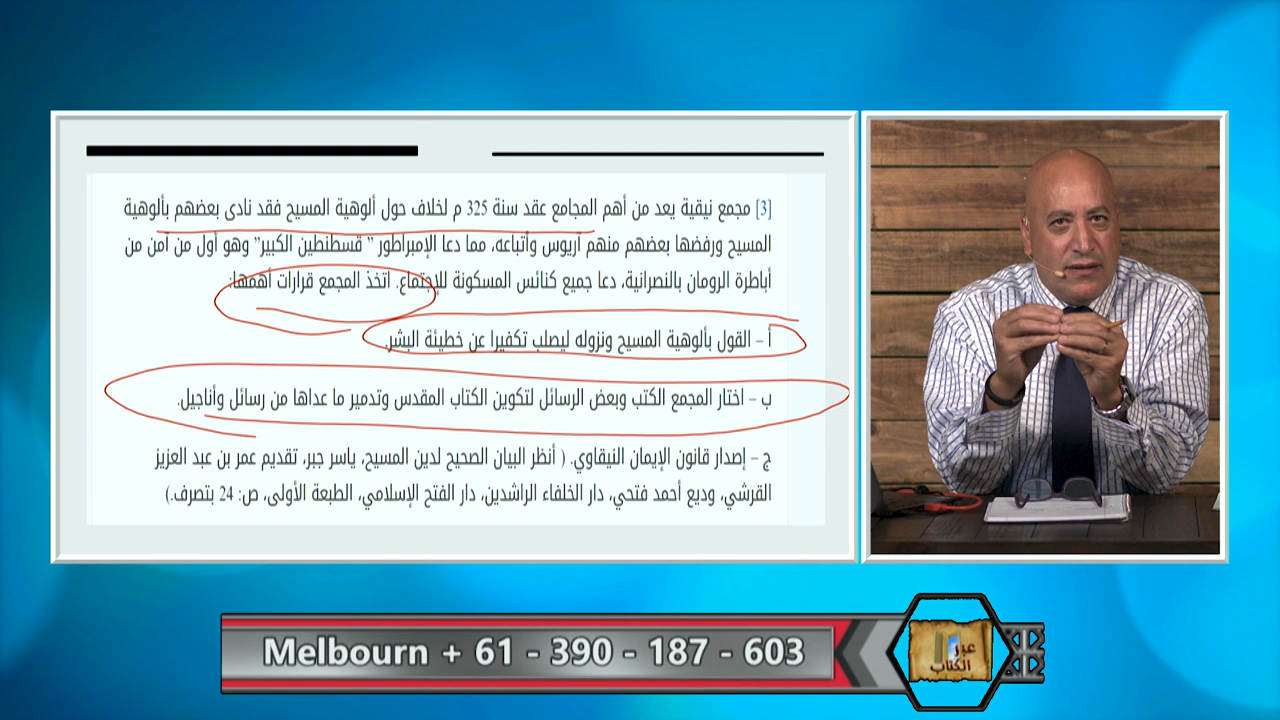 [3] مجمع نيقية يعد من أهم المجامع عقد سنة 325 م لخلاف حول ألوهية المسيح فقد نادى بعضهم بألوهية
المسيح ورفضها بعضهم منهم آريوس وأتباعه، مما دعا الإمبراطور " قسطنطين الكبير" وهو أول من آمن من
أباطرة الرومان بالنصرانية، دعا جميع كنائس المسكونة للإجتماع. اتخذ المجمع قرارات أهمها:
أ – القول بألوهية المسيح ونزوله ليصلب تكفيرا عن خطيئة البشر.
ب – اختار المجمع الكتب وبعض الرسائل لتكوين الكتاب المقدس وتدمير ما عداها من رسائل وأناجيل.
ج – إصدار قانون الإيمان النيقاوي. ( أنظر البيان الصحيح لدين المسيح، ياسر جبر، تقديم عمر بن عبد العزيز
القرشي، وديع أحمد فتحي، دار الخلفاء الراشدين، دار الفتح الإسلامي، الطبعة الأولى، ص: 24 بتصرف.)
Melbourn + 61 - 390 - 187 - 603
عبر
الكتاب